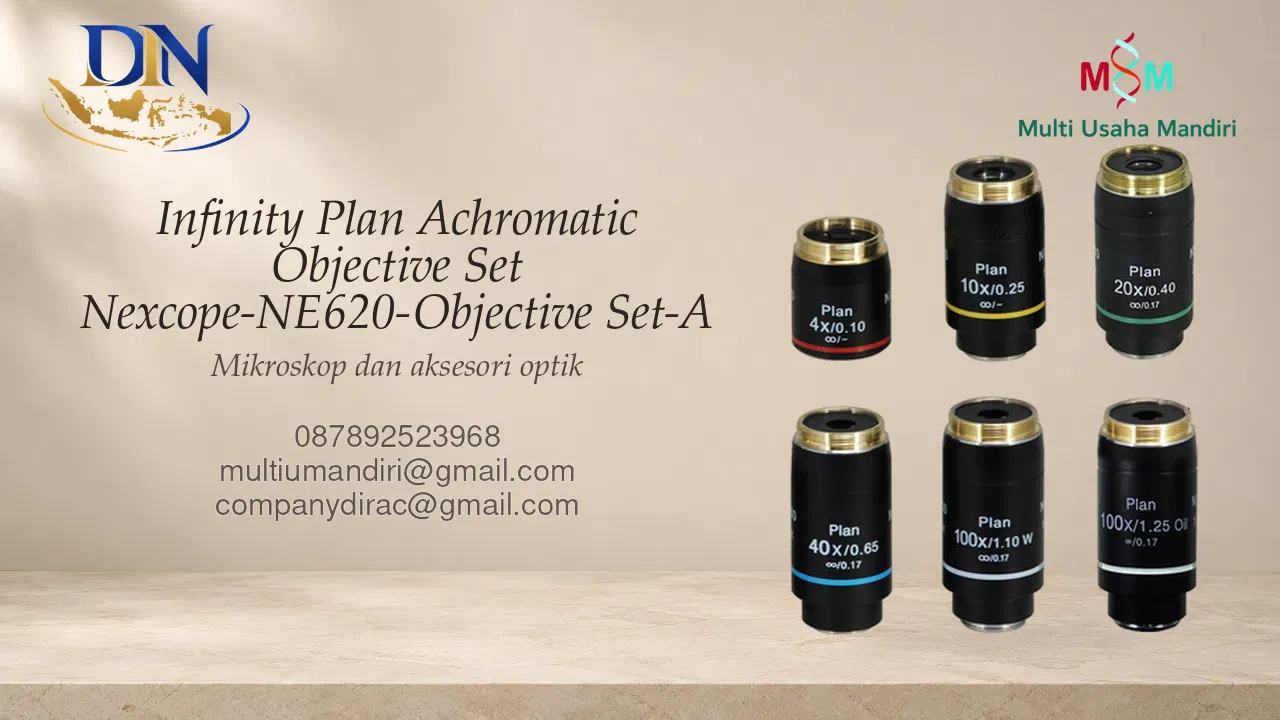 DIN
M M
Multi Usaha Mandiri
Infinity Plan Achromatic
Objective Set
Nexcope-NE620-Objective Set-A
Mikroskop dan aksesori optik
087892523968
multiumandiri@gmail.com
companydirac@gmail.com
Plan
4X/0.10
∞/-
Plan
10X/0.25
∞/-
Plan
20X/0.40
∞/0.17
Plan
40X/0.65
∞/0.17
Plan
100X/1.10 W
∞/0.17
Plan
100X/1.25 Oil
∞/0.17